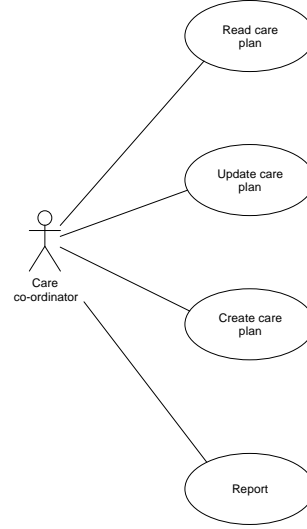 Read care
plan
Update care
plan
Care
co-ordinator
Create care
plan
Report